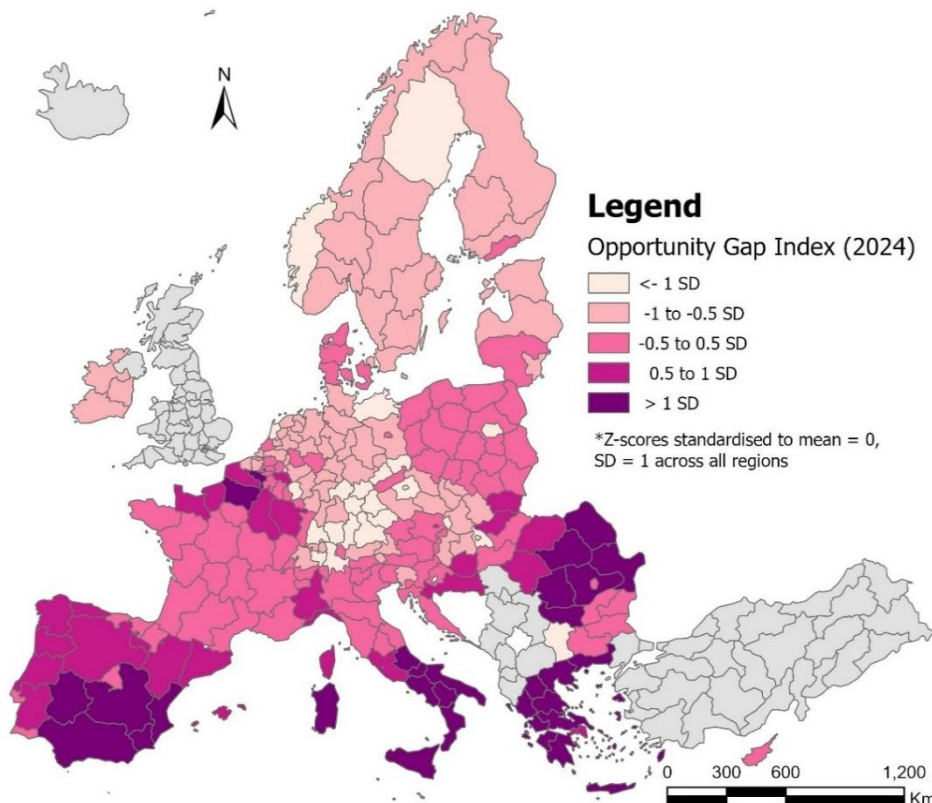 N
Legend
Opportunity Gap Index (2024)
<- 1 SD
-1 to -0.5 SD
-0.5 to 0.5 SD
0.5 to 1 SD
> 1 SD
*Z-scores standardised to mean = 0,
SD = 1 across all regions
0 300 600 1,200
Km